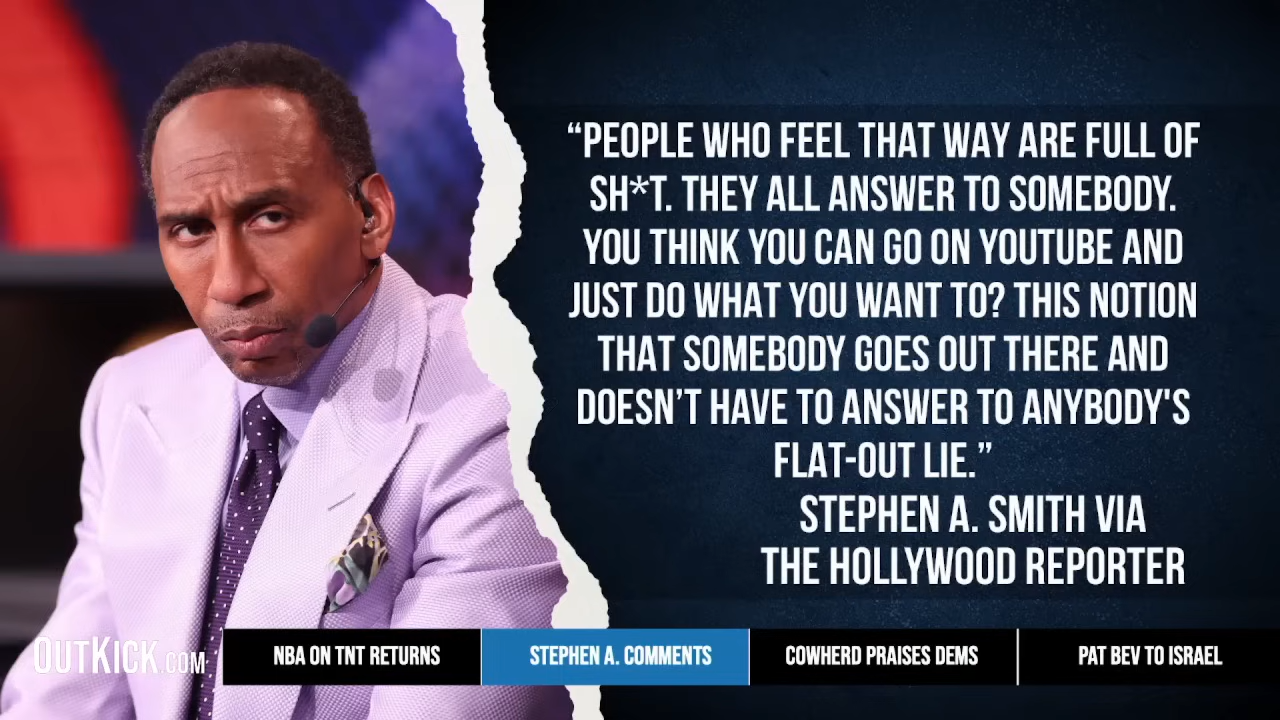 “PEOPLE WHO FEEL THAT WAY ARE FULL OF
SH*T. THEY ALL ANSWER TO SOMEBODY.
YOU THINK YOU CAN GO ON YOUTUBE AND
JUST DO WHAT YOU WANT TO? THIS NOTION
THAT SOMEBODY GOES OUT THERE AND
DOESN’T HAVE TO ANSWER TO ANYBODY'S
FLAT-OUT LIE.”
STEPHEN A. SMITH VIA
THE HOLLYWOOD REPORTER
OUTKICK.COM
NBA ON TNT RETURNS
STEPHEN A. COMMENTS
COWHERD PRAISES DEMS
PAT BEV TO ISRAEL